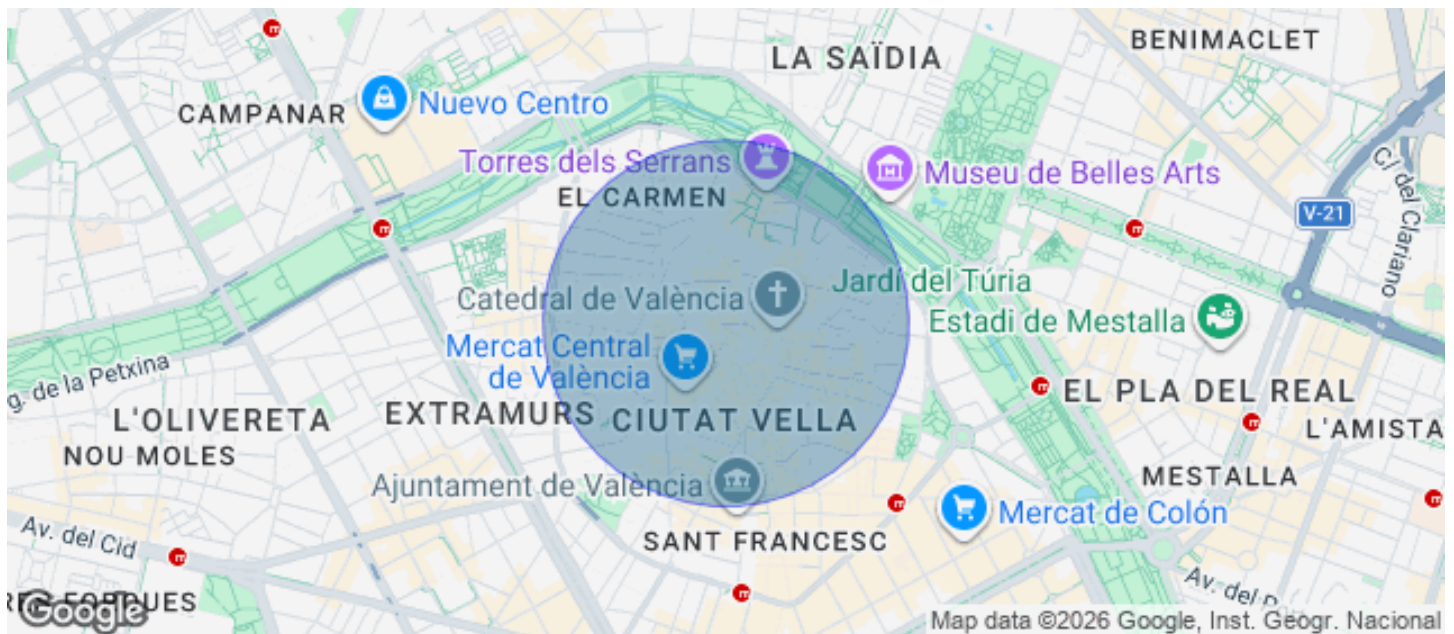 BENIMACLET
LA SAÏDIA
Nuevo Centro
CAMPANAR
Torres dels Serrans
Museu de Belles Arts
EL CARMEN
V-21
C/ del Clariano
Jardí del Túria
Catedral de València
Estadi de Mestalla
Mercat Central
de València
g. de la Petxina
EL PLA DEL REAL
L'OLIVERETA
EXTRAMURS
CIUTAT VELLA
L'AMISTA
NOU MOLES
MESTALLA
Ajuntament de València
Mercat de Colón
Av. del Cid
SANT FRANCESC
Av. del
Google
Map data ©2026 Google, Inst. Geogr. Nacional